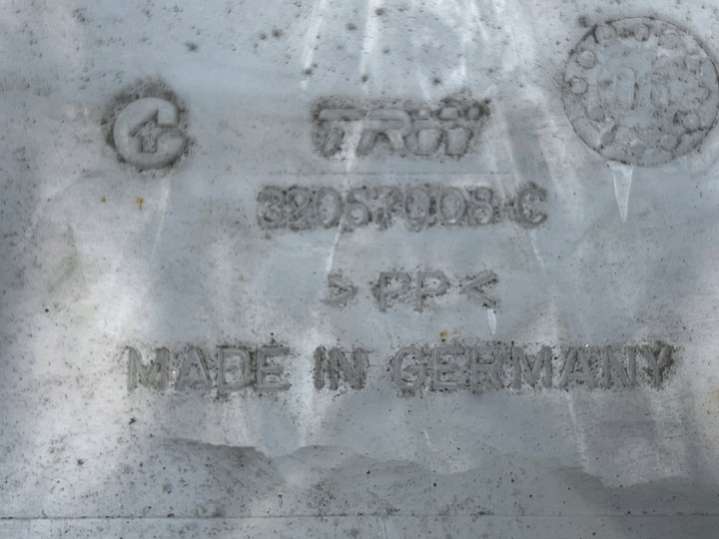 TRW
32057008 C
>PP<
MADE IN GERMANY